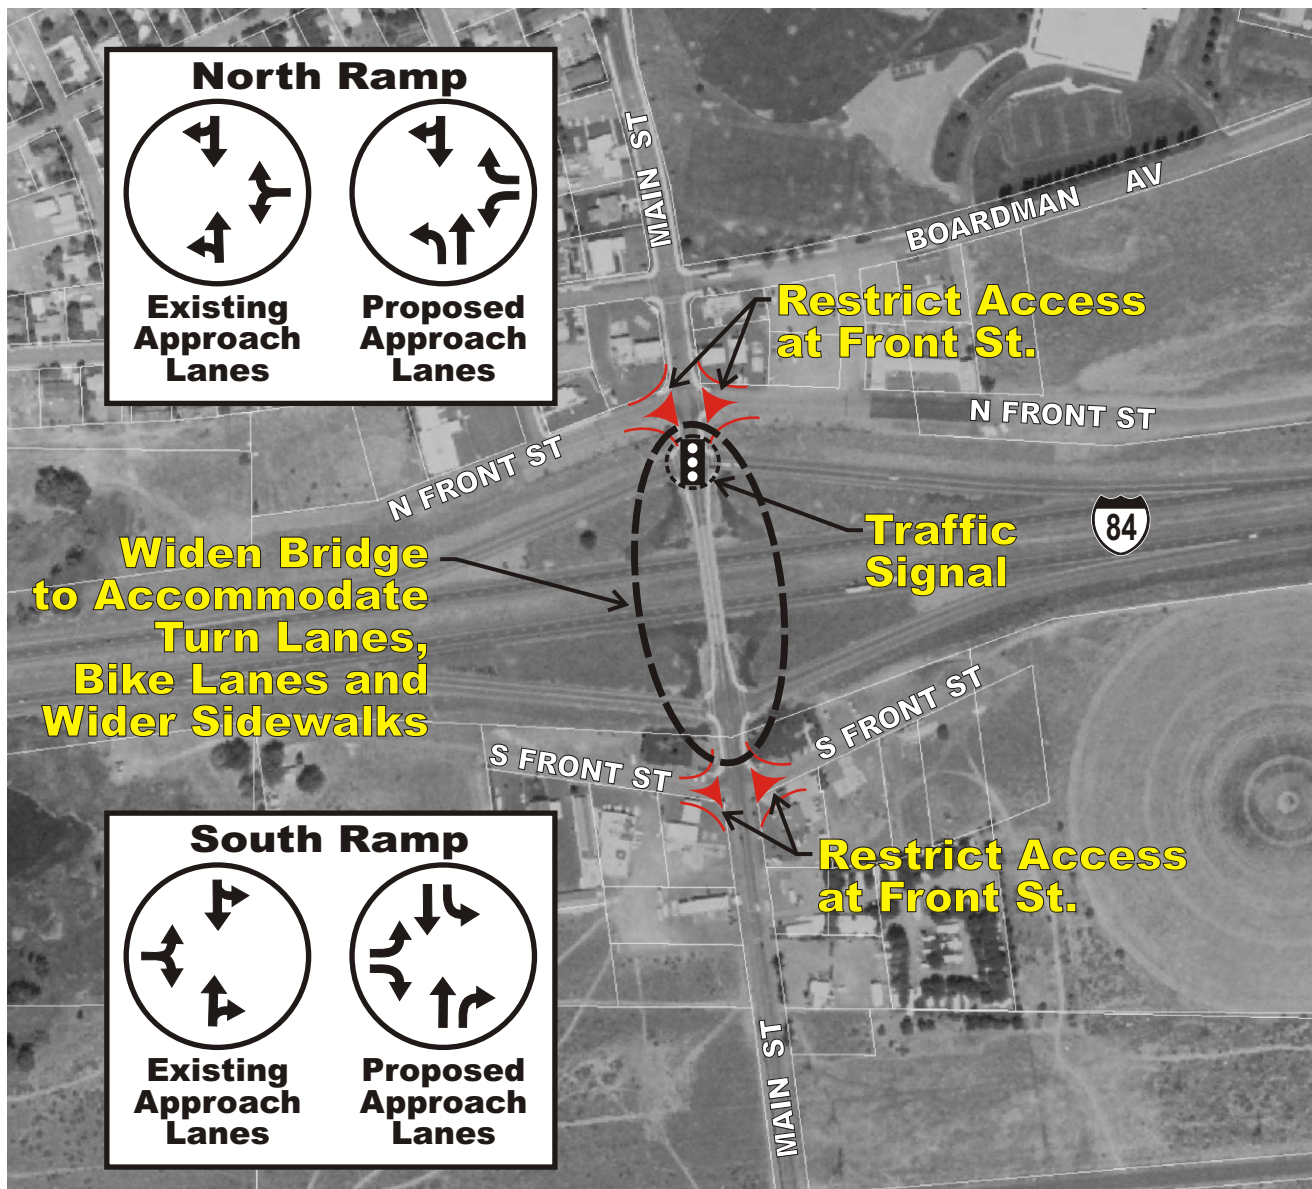 North Ramp
Existing
Approach
Lanes
Proposed
Approach
Lanes
MAIN ST
BOARDMAN AV
Restrict Access
at Front St.
N FRONT ST
N FRONT ST
Traffic
Signal
84
Widen Bridge
to Accommodate
Turn Lanes,
Bike Lanes and
Wider Sidewalks
S FRONT ST
S FRONT ST
Restrict Access
at Front St.
South Ramp
Existing
Approach
Lanes
Proposed
Approach
Lanes
MAIN ST